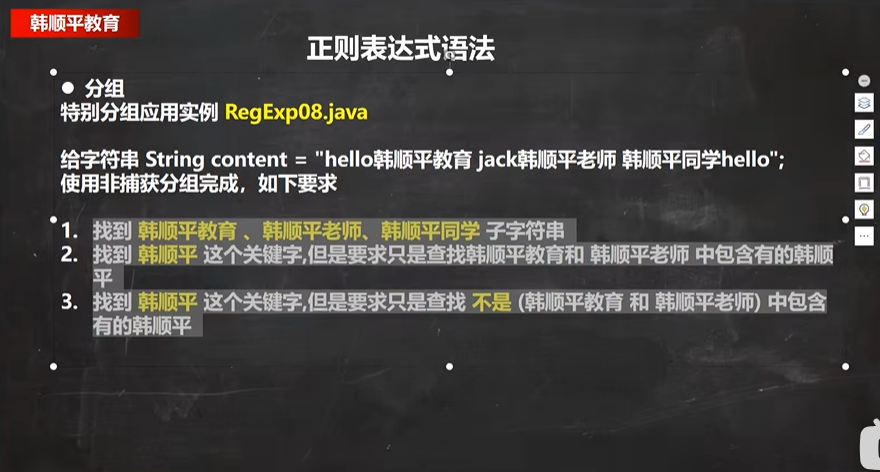 韩顺平教育
正则表达式语法
● 分组
特别分组应用实例 RegExp08.java
给字符串 String content = "hello韩顺平教育 jack韩顺平老师 韩顺平同学hello";
使用非捕获分组完成，如下要求
1. 找到 韩顺平教育 、韩顺平老师、韩顺平同学 子字符串
2. 找到 韩顺平 这个关键字,但是要求只是查找韩顺平教育和 韩顺平老师 中包含有的韩顺
平
3. 找到 韩顺平 这个关键字,但是要求只是查找 不是 (韩顺平教育 和 韩顺平老师) 中包含
有的韩顺平